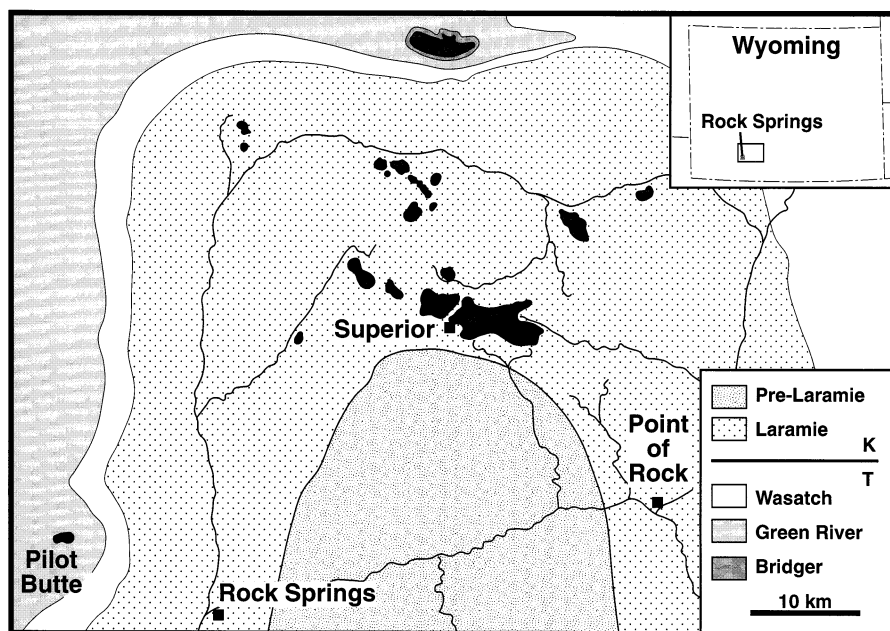 Wyoming
Rock Springs
Superior
Point
of
Rock
Pilot
Butte
Rock Springs
Pre-Laramie
Laramie
K
T
Wasatch
Green River
Bridger
10 km